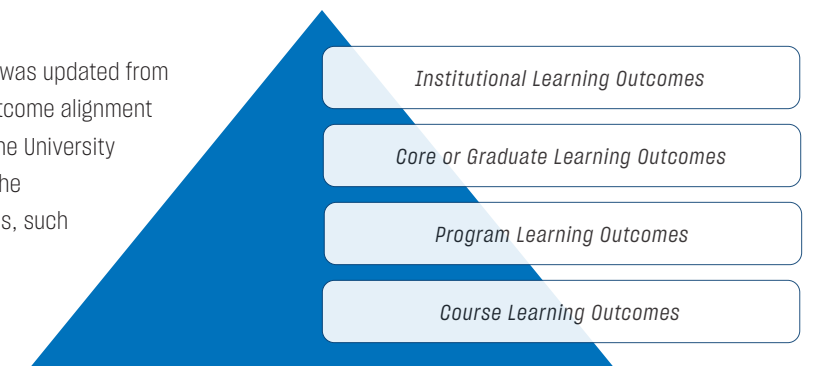 was updated from
tcome alignment
he University
he
s, such
Institutional Learning Outcomes
Core or Graduate Learning Outcomes
Program Learning Outcomes
Course Learning Outcomes